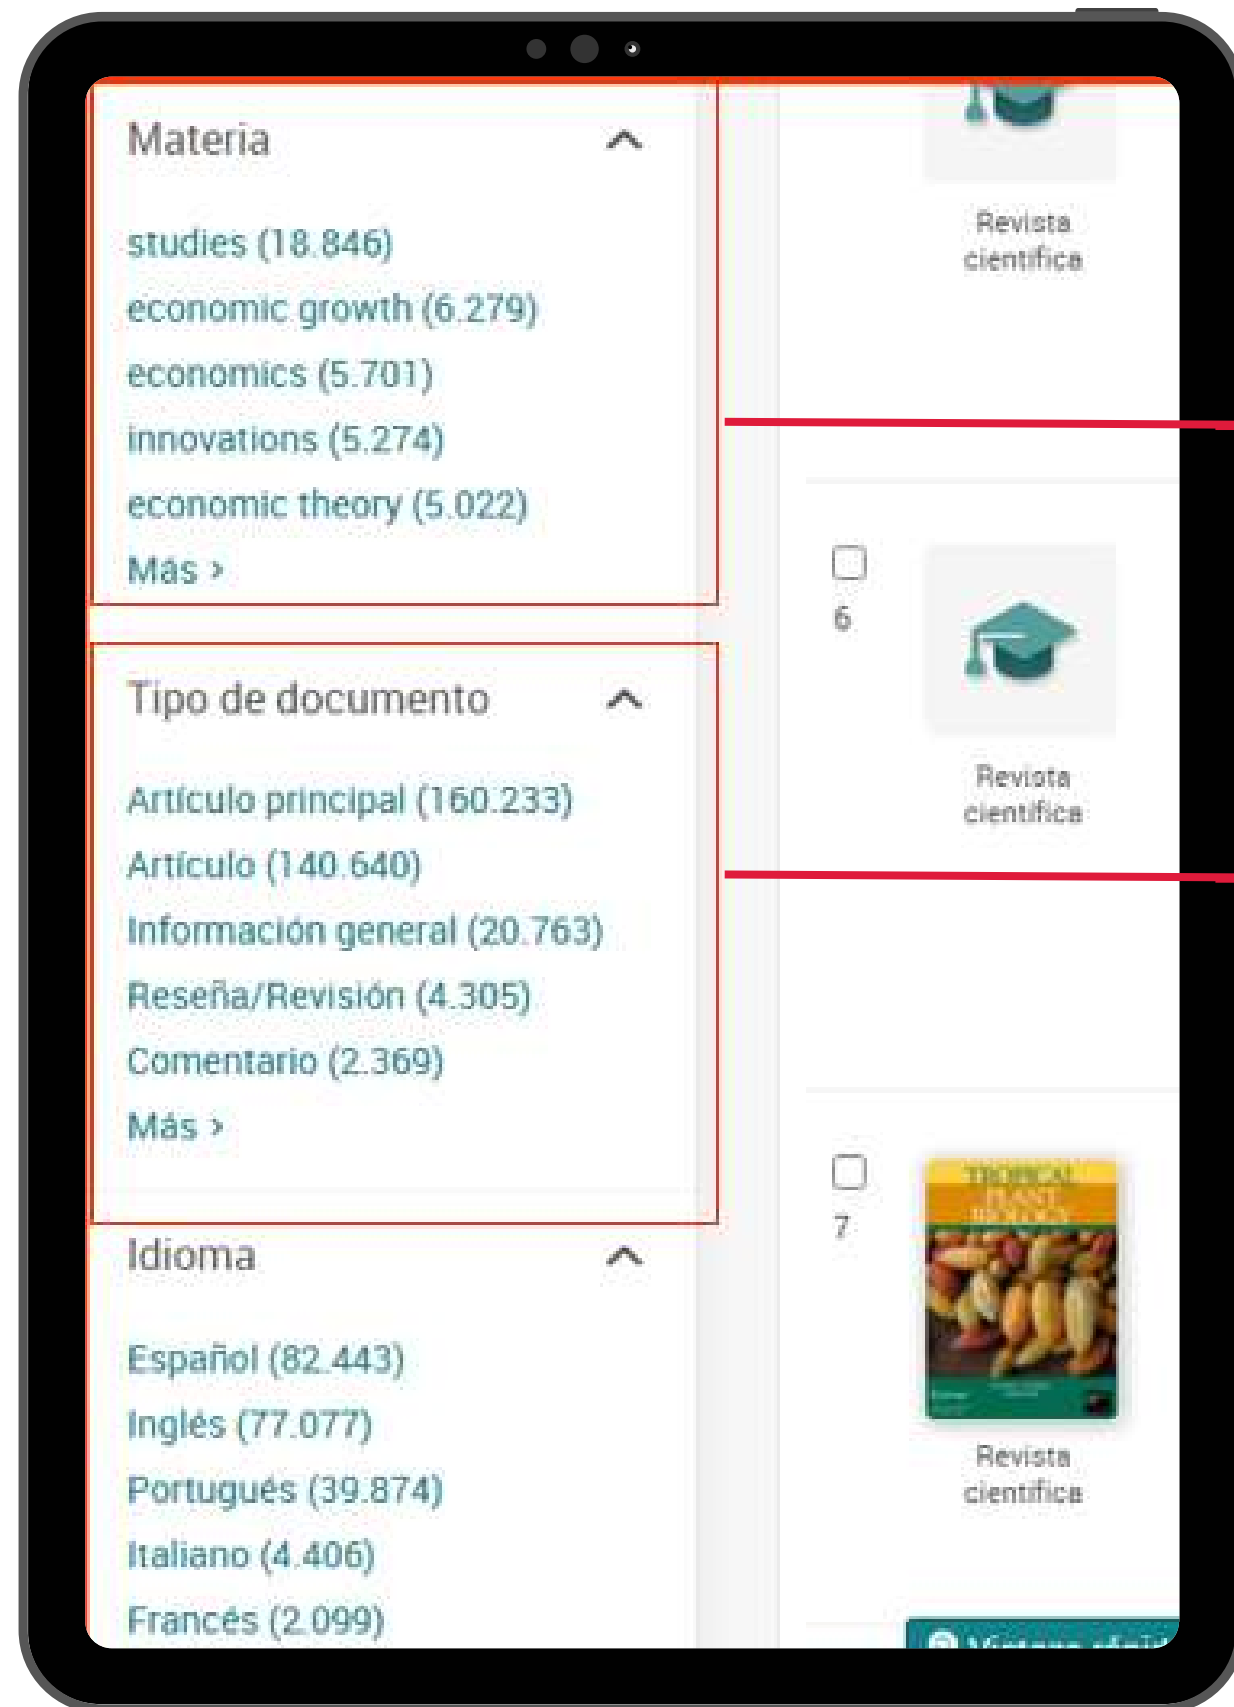 Materia
studies (18.846)
economic growth (6.279)
economics (5.701)
innovations (5.274)
economic theory (5.022)
Más >
Tipo de documento
Artículo principal (160.233)
Artículo (140.640)
Información general (20.763)
Reseña/Revisión (4.305)
Comentario (2.369)
Más >
Idioma
Español (82.443)
Inglés (77.077)
Portugués (39.874)
Italiano (4.406)
Francés (2.099)
Revista
científica
6
Revista
científica
7
TROPICAL
PLANT
BIOLOGY
Revista
científica